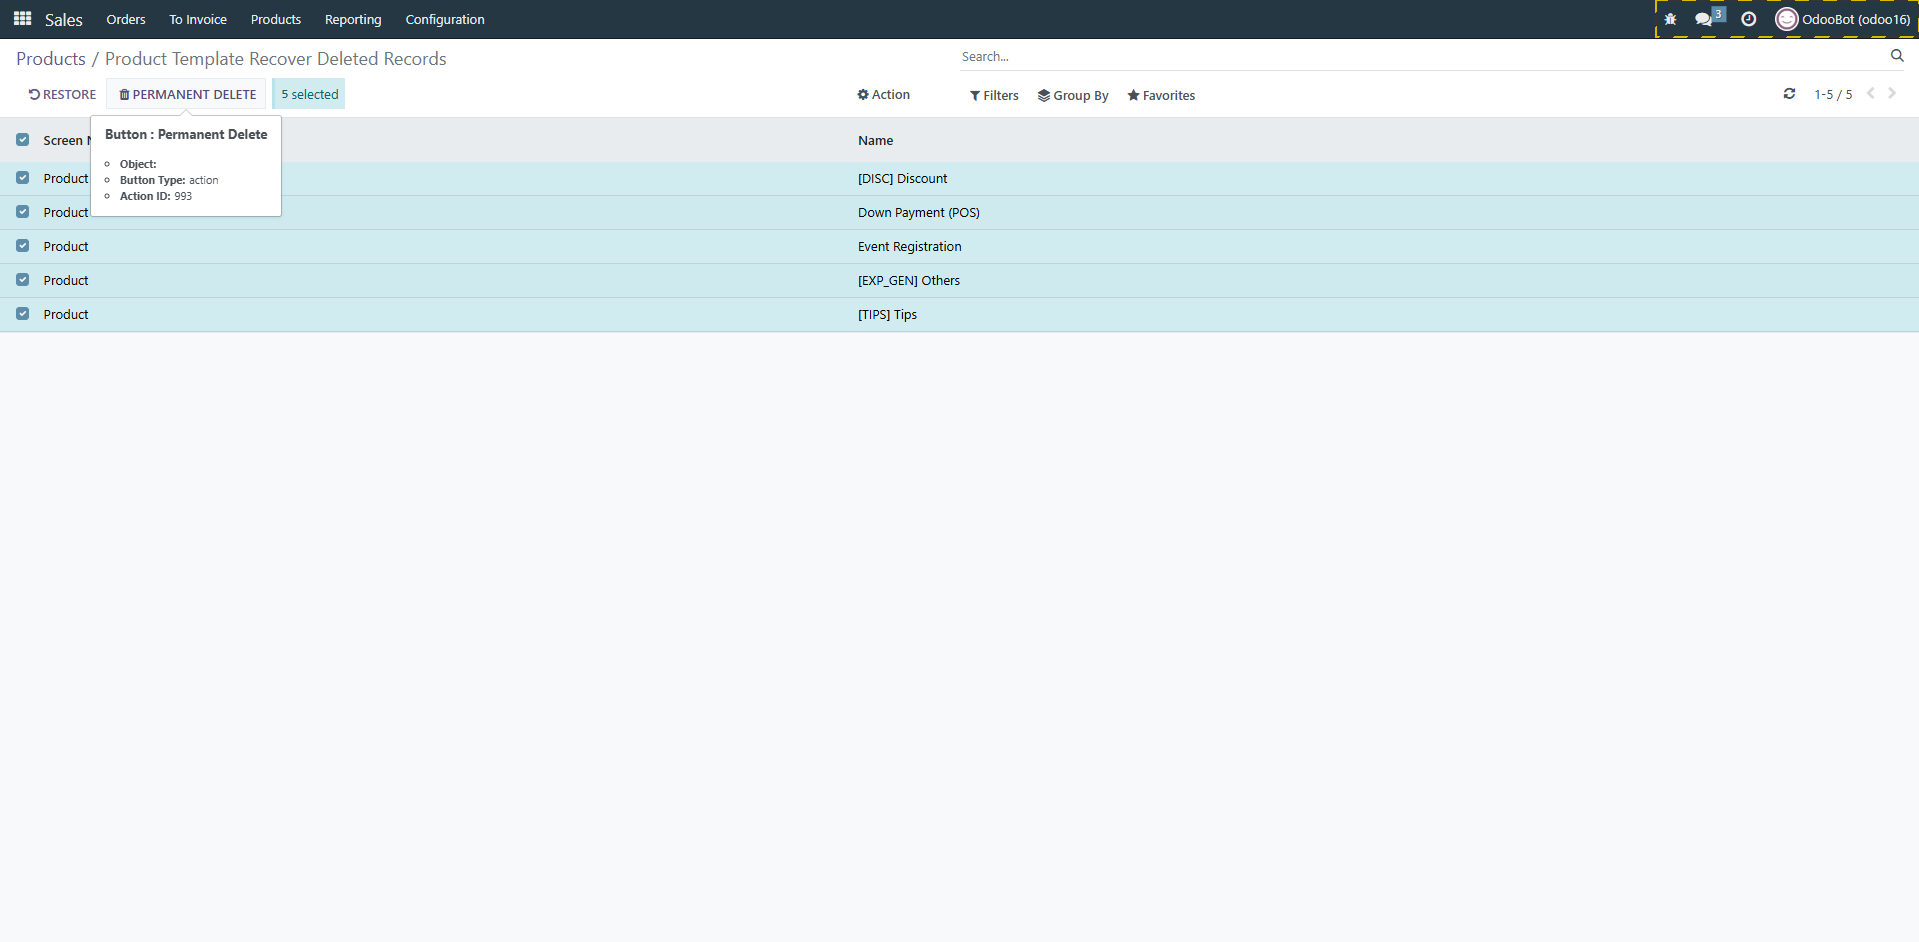 Sales Orders To Invoice Products Reporting Configuration 3 OdooBot (odoo16)
Products / Product Template Recover Deleted Records
Search...
RESTORE PERMANENT DELETE 5 selected Action Filters Group By Favorites 1-5 / 5
Button : Permanent Delete
Object:
Button Type: action
Action ID: 993
Screen Name
Product [DISC] Discount
Product Down Payment (POS)
Product Event Registration
Product [EXP_GEN] Others
Product [TIPS] Tips